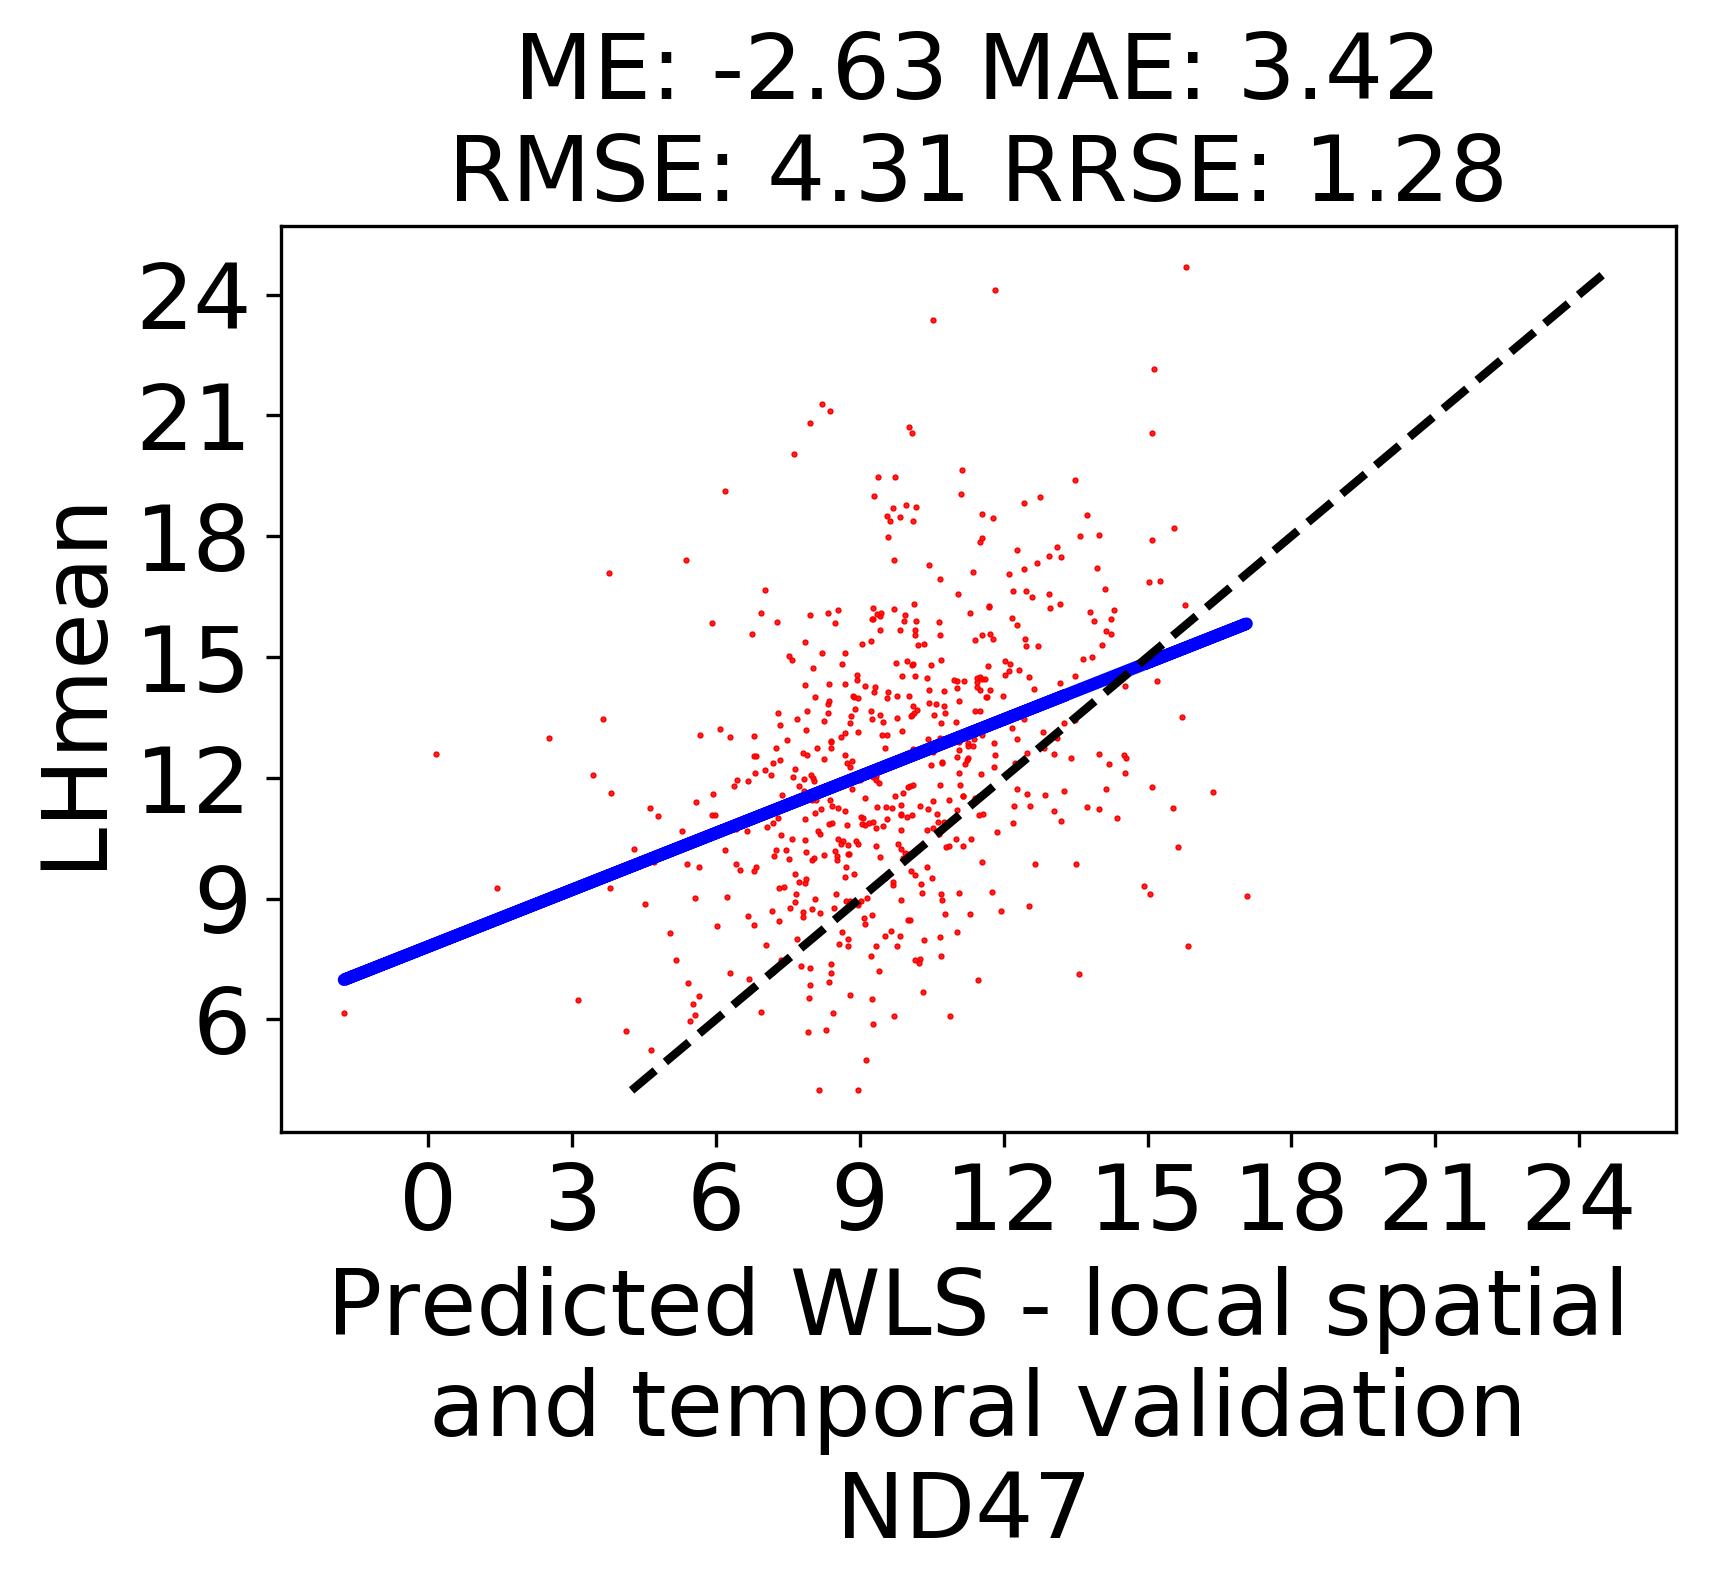 ME: -2.63 MAE: 3.42
RMSE: 4.31 RRSE: 1.28
24
21
18
15
12
9
6
LHmean
0 3 6 9 12 15 18 21 24
Predicted WLS - local spatial
and temporal validation
ND47